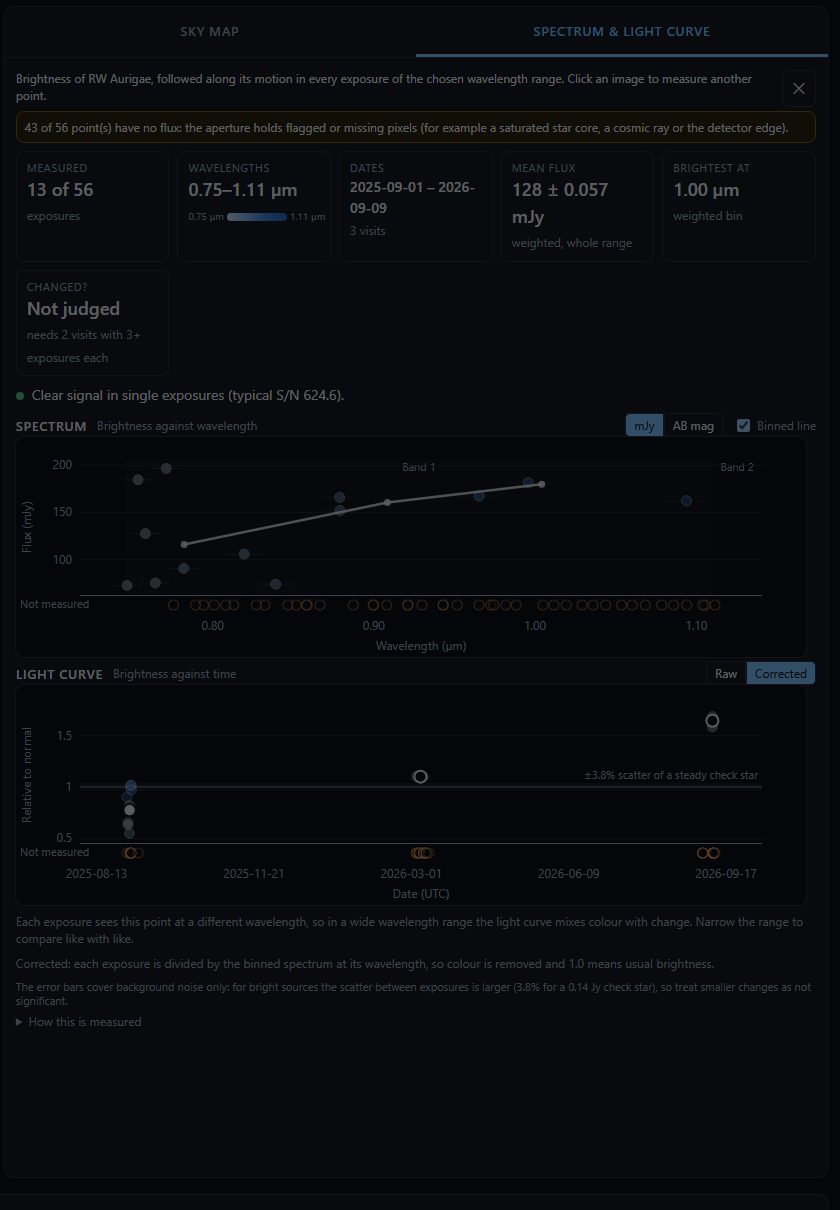 SKY MAP
SPECTRUM & LIGHT CURVE
Brightness of RW Aurigae, followed along its motion in every exposure of the chosen wavelength range. Click an image to measure another
point.
43 of 56 point(s) have no flux: the aperture holds flagged or missing pixels (for example a saturated star core, a cosmic ray or the detector edge).
MEASURED
13 of 56
exposures
WAVELENGTHS
0.75–1.11 µm
0.75 µm
1.11 µm
DATES
2025-09-01 – 2026-
09-09
3 visits
MEAN FLUX
128 ± 0.057
mJy
weighted, whole range
BRIGHTEST AT
1.00 µm
weighted bin
CHANGED?
Not judged
needs 2 visits with 3+
exposures each
Clear signal in single exposures (typical S/N 624.6).
SPECTRUM Brightness against wavelength
mJy
AB mag
Binned line
Band 1
Band 2
Flux (mJy)
200
150
100
Not measured
0.80
0.90
1.00
1.10
Wavelength (µm)
LIGHT CURVE Brightness against time
Raw
Corrected
Relative to normal
1.5
1
0.5
±3.8% scatter of a steady check star
Not measured
2025-08-13
2025-11-21
2026-03-01
2026-06-09
2026-09-17
Date (UTC)
Each exposure sees this point at a different wavelength, so in a wide wavelength range the light curve mixes colour with change. Narrow the range to
compare like with like.
Corrected: each exposure is divided by the binned spectrum at its wavelength, so colour is removed and 1.0 means usual brightness.
The error bars cover background noise only: for bright sources the scatter between exposures is larger (3.8% for a 0.14 Jy check star), so treat smaller changes as not
significant.
How this is measured